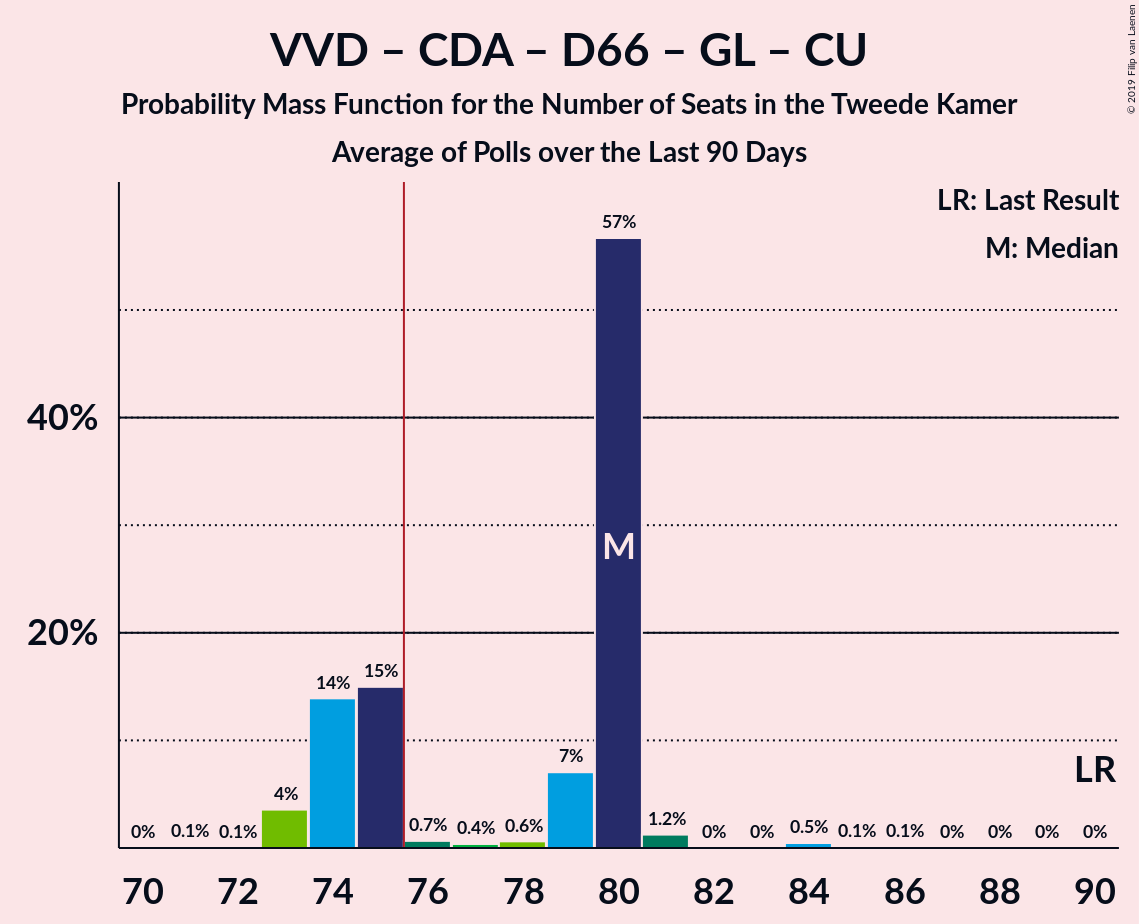 VVD – CDA – D66 – GL – CU
Probability Mass Function for the Number of Seats in the Tweede Kamer
Average of Polls over the Last 90 Days
© 2019 Filip van Laenen
LR: Last Result
M: Median
57%
40%
M
20%
15%
14%
7%
LR
4%
0%
0.1%
0.1%
0.7%
0.4%
0.6%
1.2%
0%
0%
0.5%
0.1%
0.1%
0%
0%
0%
0%
70 72 74 76 78 80 82 84 86 88 90